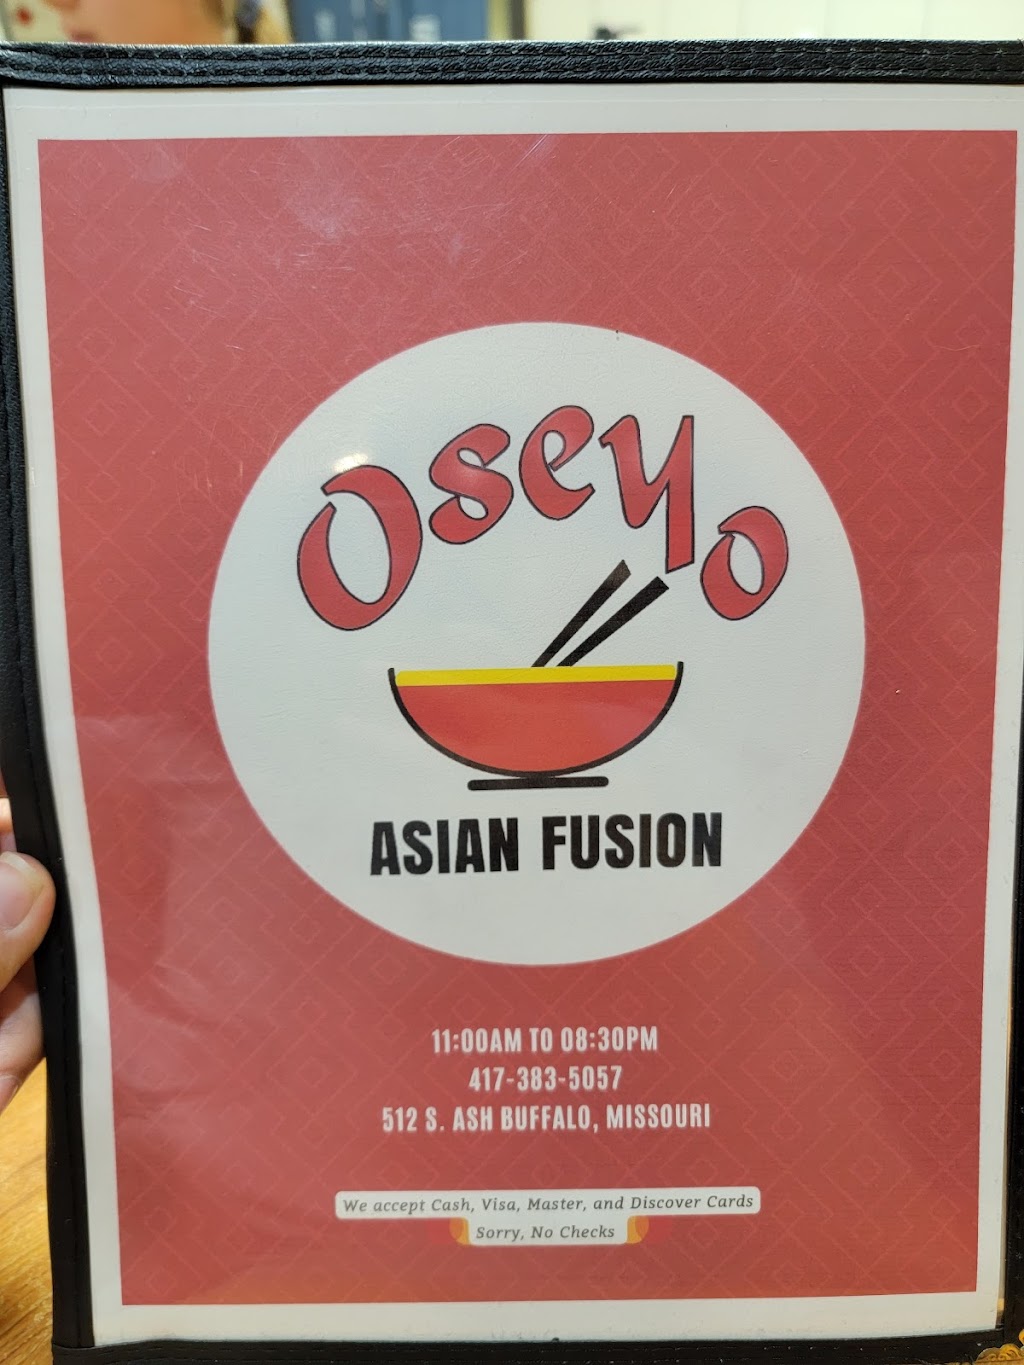 Oseyo
ASIAN FUSION
11:00AM TO 08:30PM
417-383-5057
512 S. ASH BUFFALO, MISSOURI
We accept Cash, Visa, Master, and Discover Cards
Sorry, No Checks